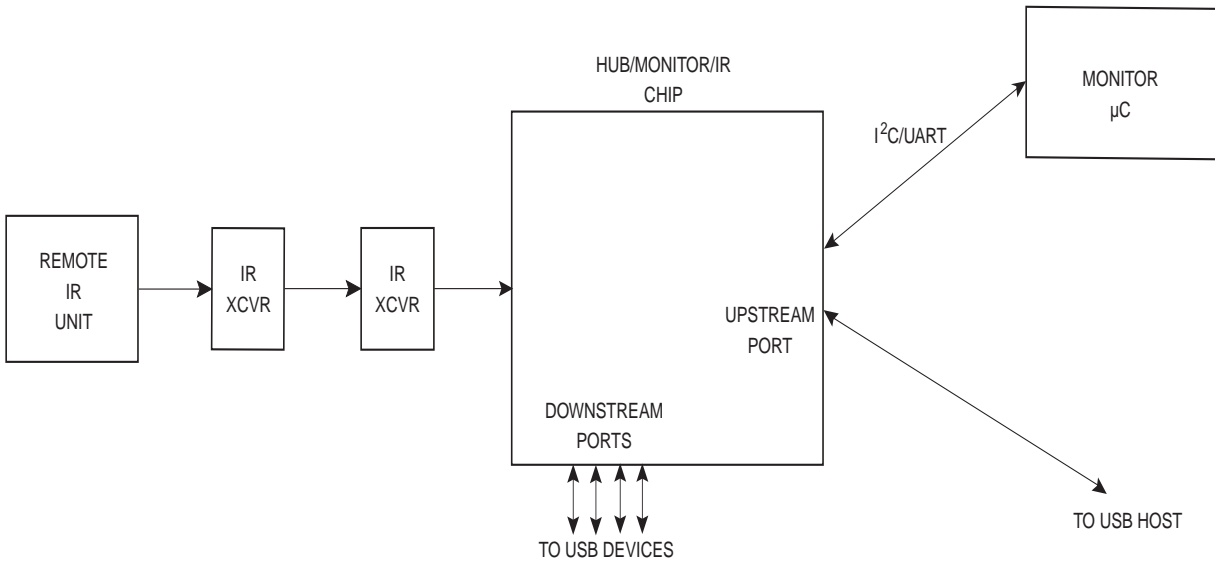 HUB/MONITOR/IR
CHIP
MONITOR
µC
I²C/UART
REMOTE
IR
UNIT
IR
XCVR
IR
XCVR
UPSTREAM
PORT
DOWNSTREAM
PORTS
TO USB HOST
TO USB DEVICES